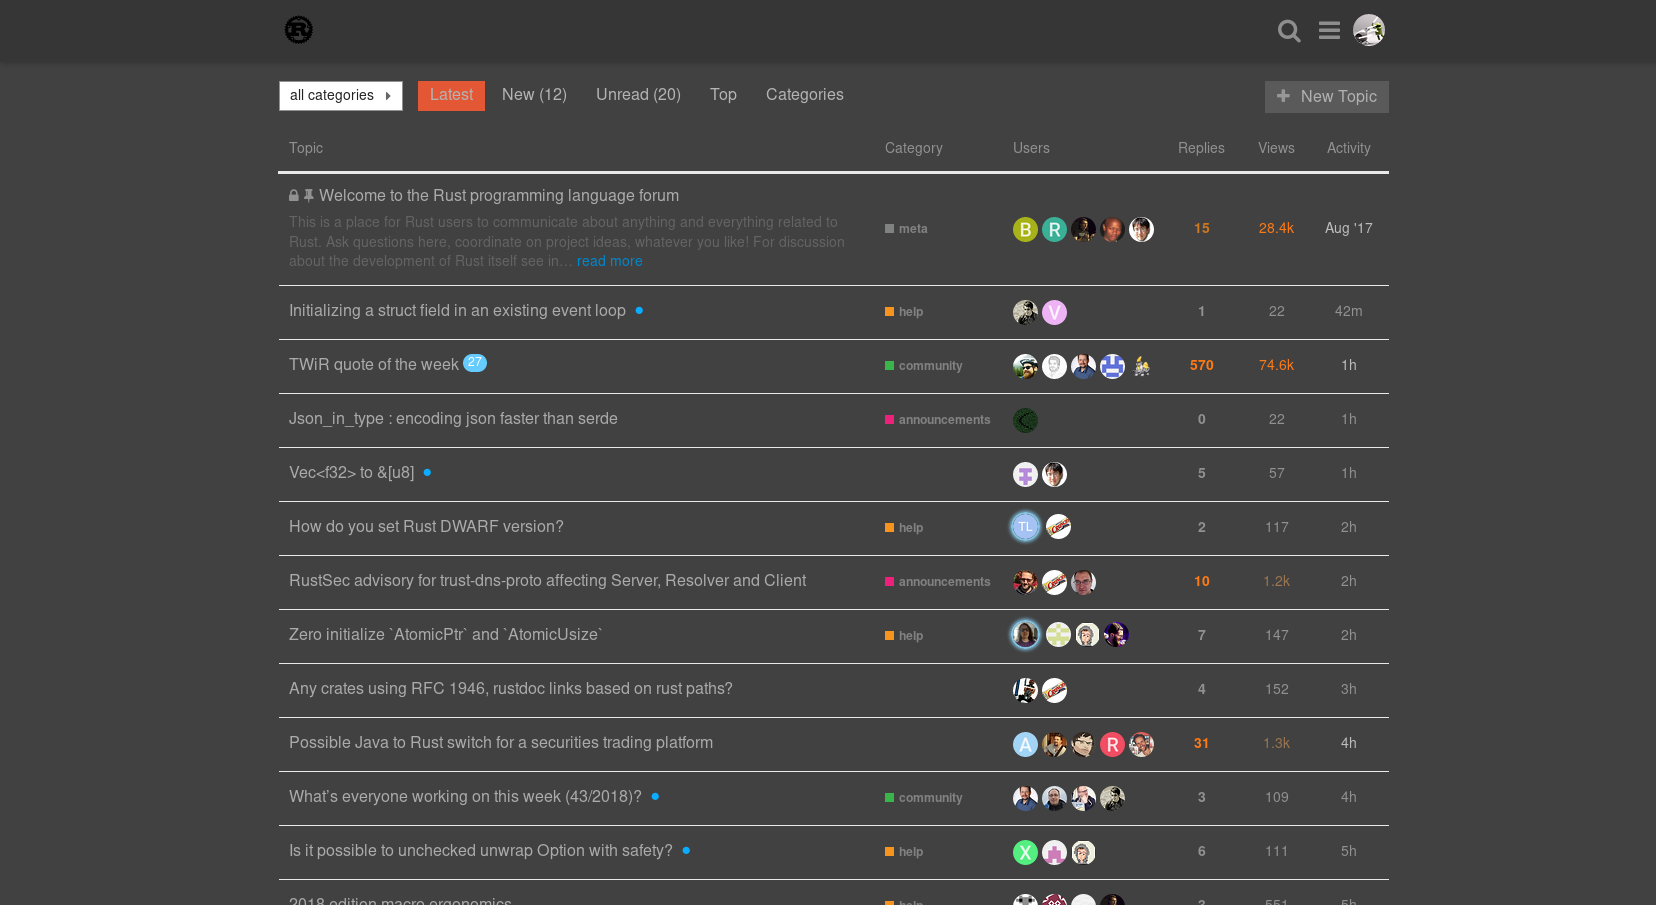 R
all categories Latest New (12) Unread (20) Top Categories New Topic
Topic Category Users Replies Views Activity
Welcome to the Rust programming language forum
This is a place for Rust users to communicate about anything and everything related to
Rust. Ask questions here, coordinate on project ideas, whatever you like! For discussion
about the development of Rust itself see in… read more
meta B R 15 28.4k Aug '17
Initializing a struct field in an existing event loop help V 1 22 42m
TWiR quote of the week 27 community 570 74.6k 1h
Json_in_type : encoding json faster than serde announcements 0 22 1h
Vec<f32> to &[u8] 5 57 1h
How do you set Rust DWARF version? help TL 2 117 2h
RustSec advisory for trust-dns-proto affecting Server, Resolver and Client announcements 10 1.2k 2h
Zero initialize `AtomicPtr` and `AtomicUsize` help 7 147 2h
Any crates using RFC 1946, rustdoc links based on rust paths? 4 152 3h
Possible Java to Rust switch for a securities trading platform A R 31 1.3k 4h
What's everyone working on this week (43/2018)? community 3 109 4h
Is it possible to unchecked unwrap Option with safety? help X 6 111 5h
2018 edition macro ergonomics help 551 5h